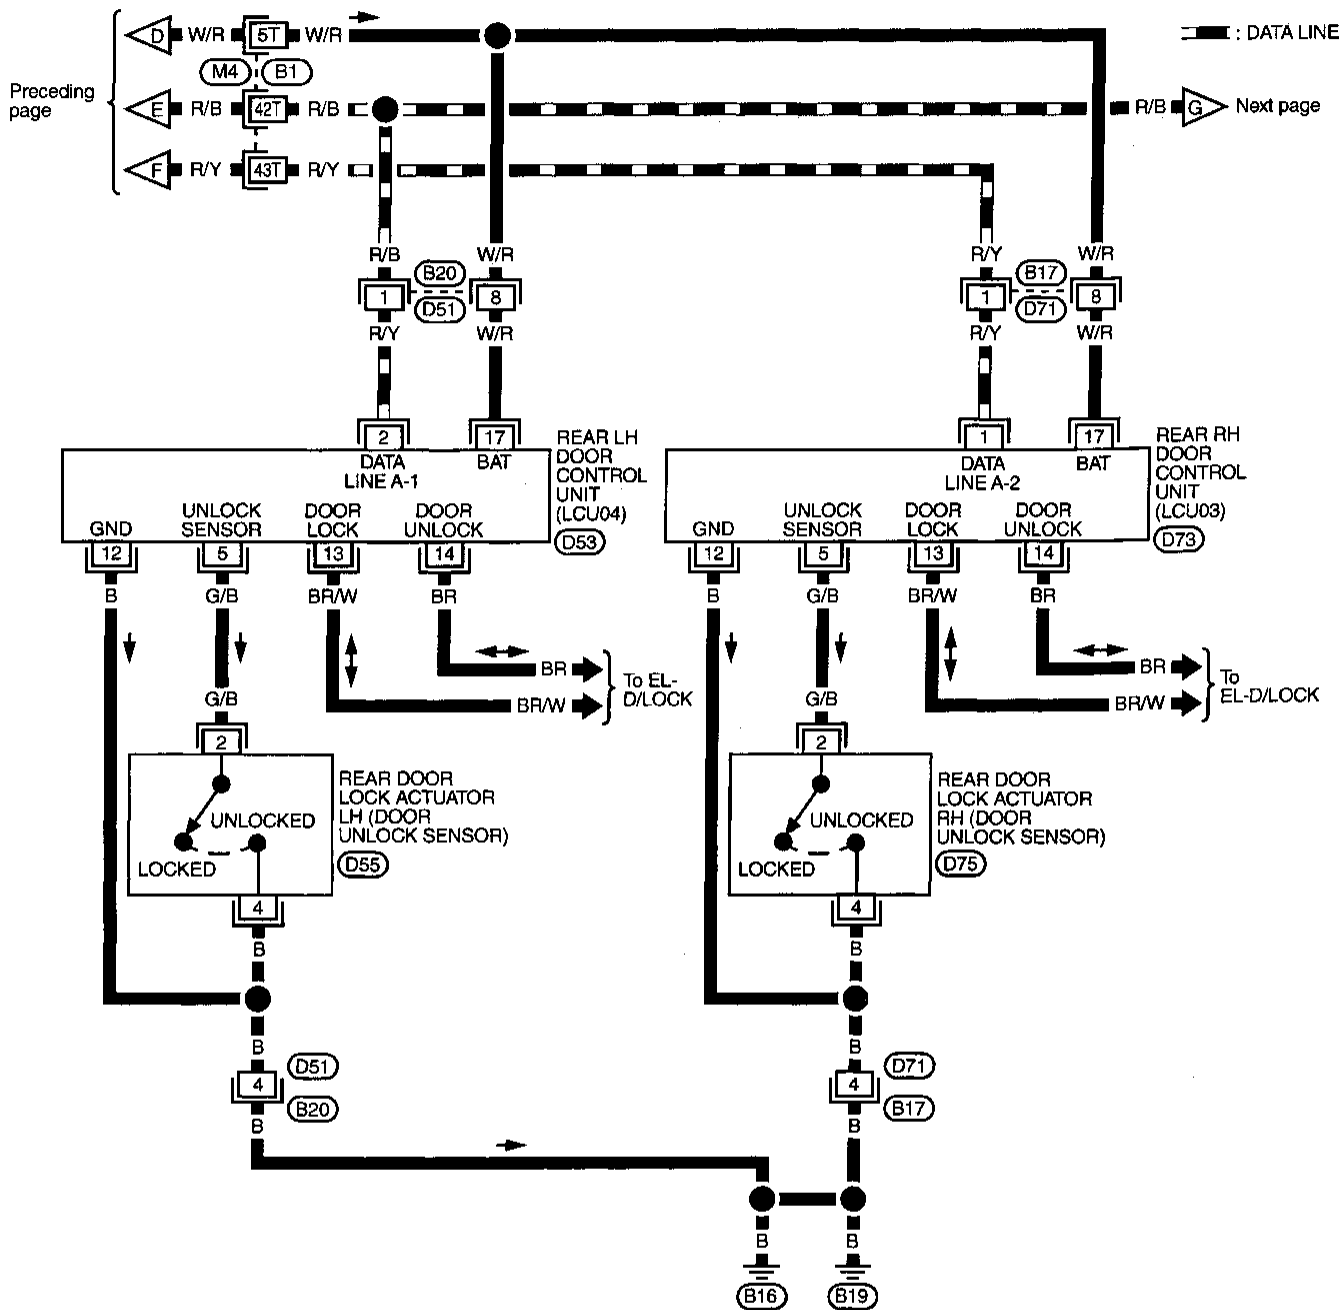 D W/R 5T W/R : DATA LINE
M4 B1
Preceding
page
E R/B 42T R/B R/B G Next page
F R/Y 43T R/Y
R/B W/R R/Y W/R
B20 B17
1 8 1 8
D51 D71
R/Y W/R R/Y W/R
2 17 1 17
REAR LH
DOOR
CONTROL
UNIT
(LCU04)
D53
REAR RH
DOOR
CONTROL
UNIT
(LCU03)
D73
DATA
LINE A-1
BAT
DATA
LINE A-2
BAT
GND
UNLOCK
SENSOR
DOOR
LOCK
DOOR
UNLOCK
GND
UNLOCK
SENSOR
DOOR
LOCK
DOOR
UNLOCK
12 5 13 14 12 5 13 14
B G/B BR/W BR B G/B BR/W BR
BR BR
To EL-
D/LOCK
To
EL-D/LOCK
G/B BR/W G/B BR/W
2 2
REAR DOOR
LOCK ACTUATOR
LH (DOOR
UNLOCK SENSOR)
D55
REAR DOOR
LOCK ACTUATOR
RH (DOOR
UNLOCK SENSOR)
D75
UNLOCKED
LOCKED
UNLOCKED
LOCKED
4 4
B B
B B
D51 D71
4 4
B20 B17
B B
B B
B16 B19